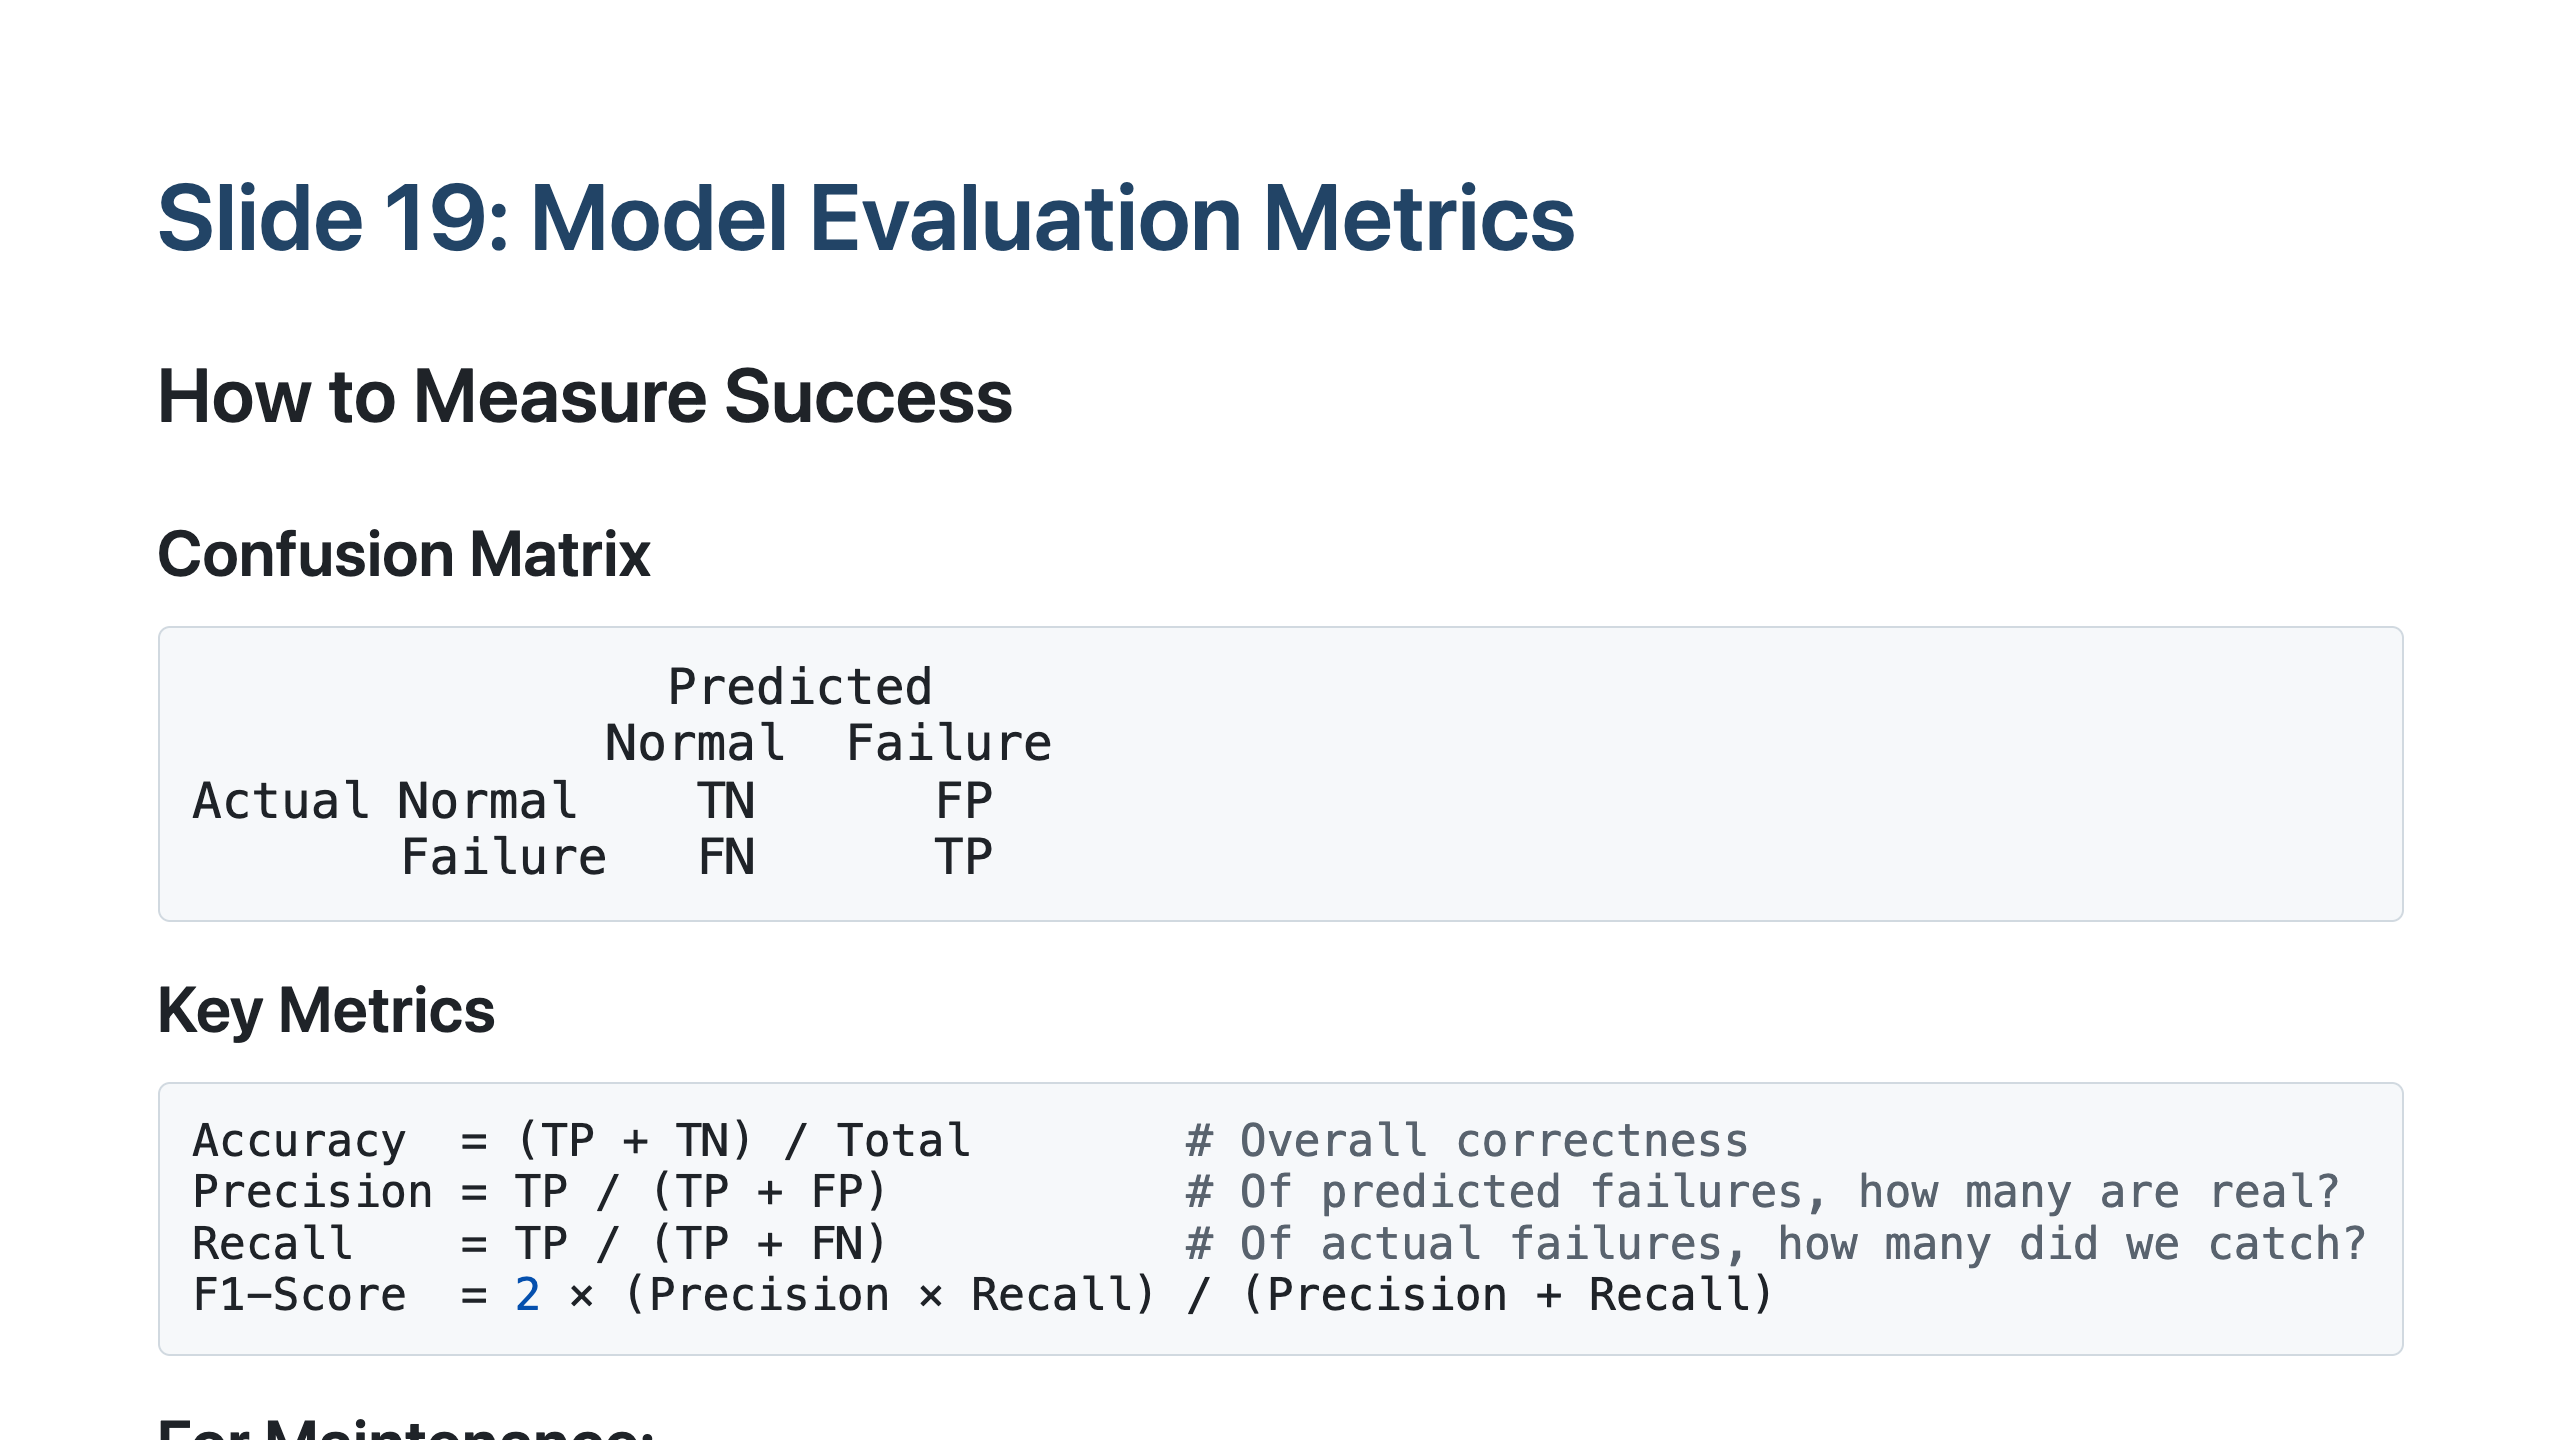 Slide 19: Model Evaluation Metrics
How to Measure Success
Confusion Matrix
Predicted
Normal  Failure
Actual Normal    TN      FP
Failure   FN      TP
Key Metrics
Accuracy  = (TP + TN) / Total        # Overall correctness
Precision = TP / (TP + FP)           # Of predicted failures, how many are real?
Recall    = TP / (TP + FN)           # Of actual failures, how many did we catch?
F1-Score  = 2 × (Precision × Recall) / (Precision + Recall)
For Maintenance: